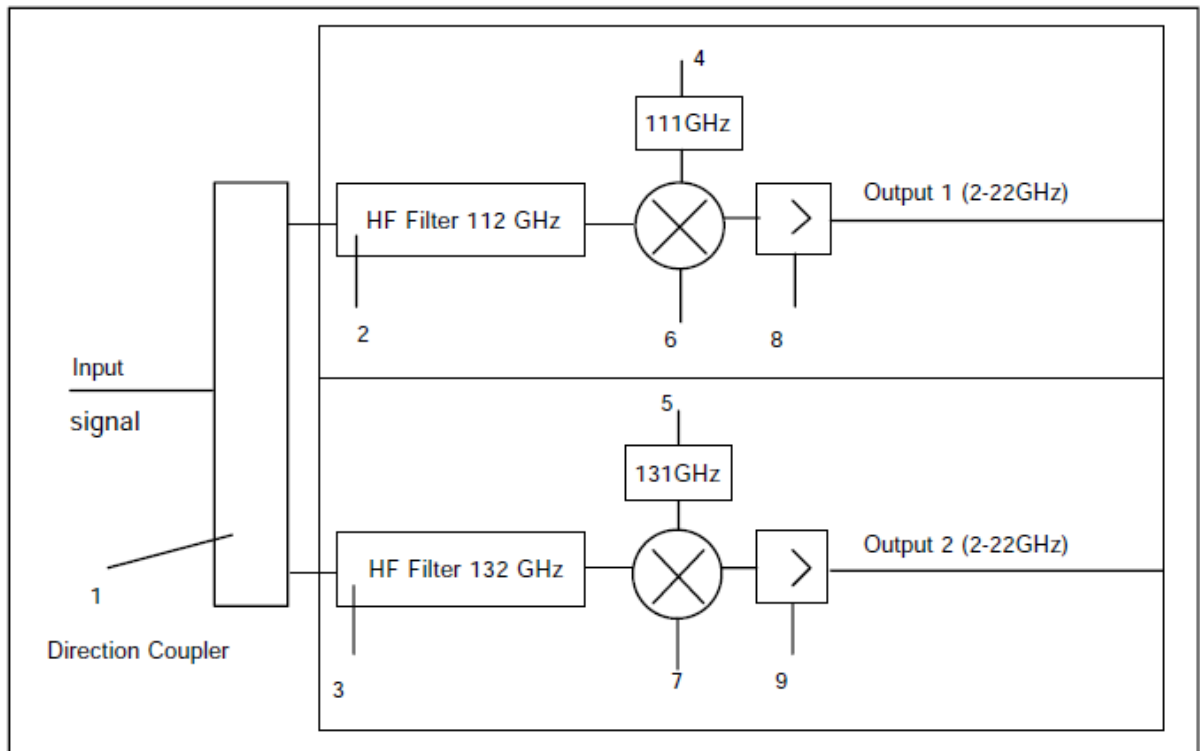 4
111GHz
HF Filter 112 GHz
Output 1 (2-22GHz)
2
6
8
Input
signal
5
131GHz
HF Filter 132 GHz
Output 2 (2-22GHz)
1
3
7
9
Direction Coupler